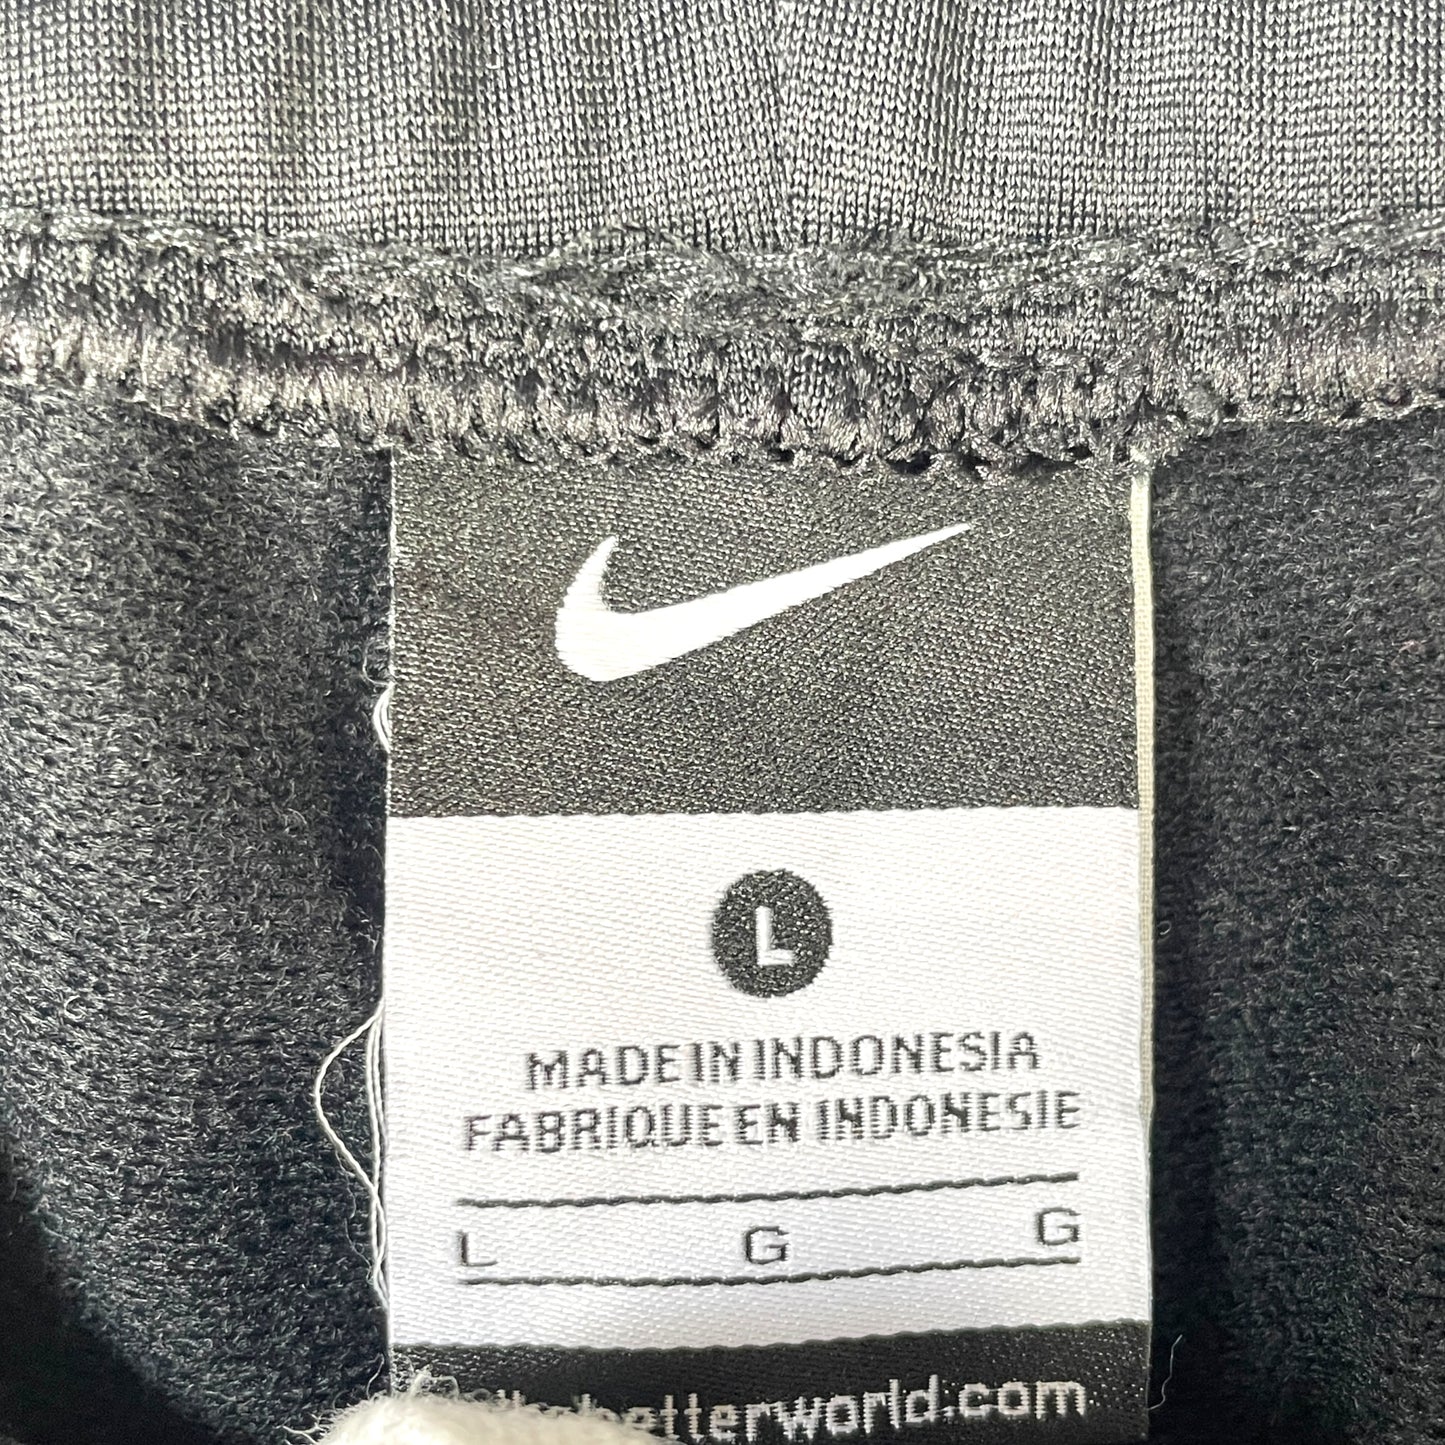 L
MADE IN INDONESIA
FABRIQUE EN INDONESIE
L G G
betterworld.com